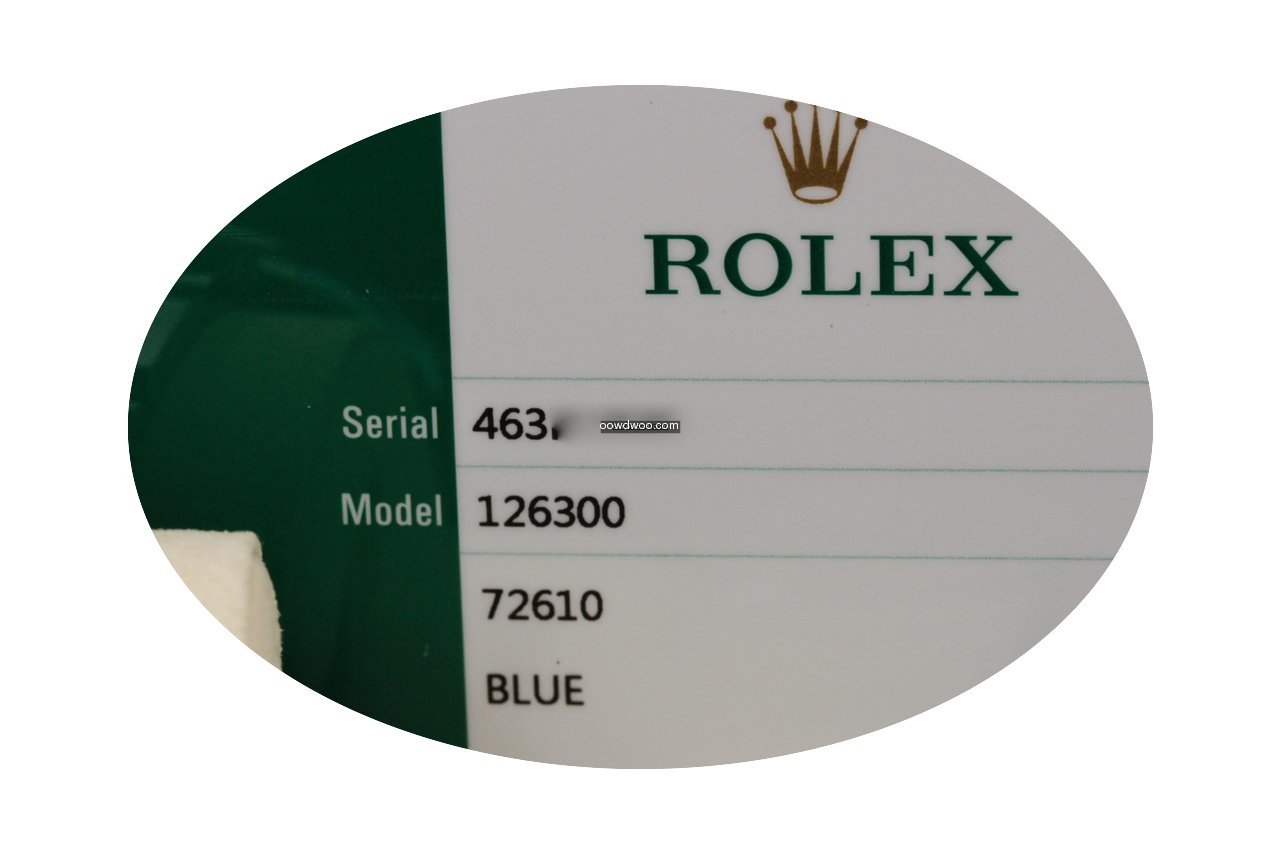 ROLEX
Serial 463
oowdwoo.com
Model 126300
72610
BLUE